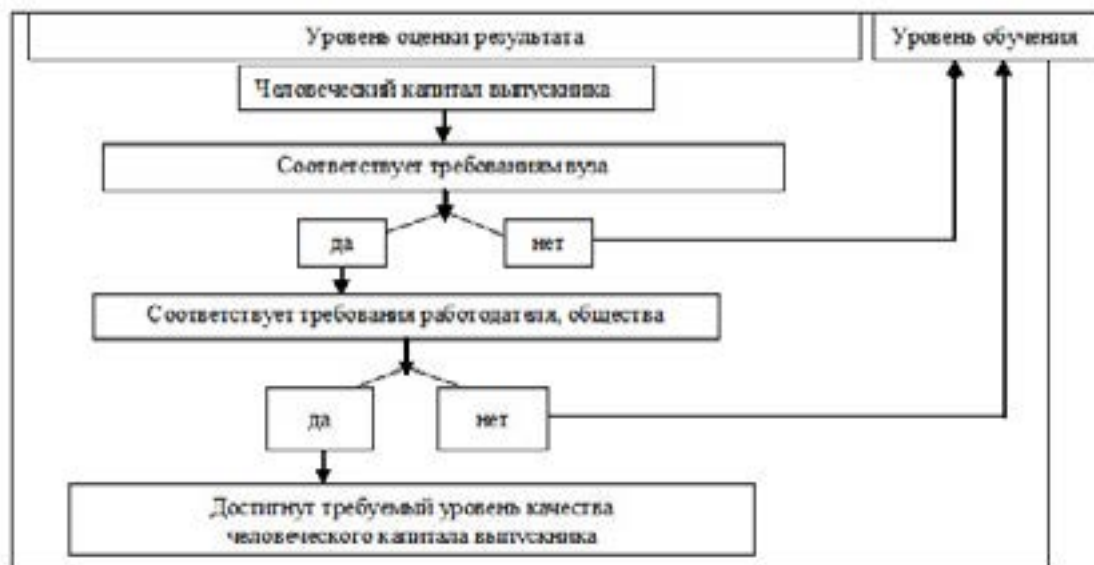 Уровень оценки результата
Уровень обучения
Человеческий капитал выпускника
Соответствует требованиям вуза
да
нет
Соответствует требования работодателя, общества
да
нет
Достигнут требуемый уровень качества
человеческого капитала выпускника